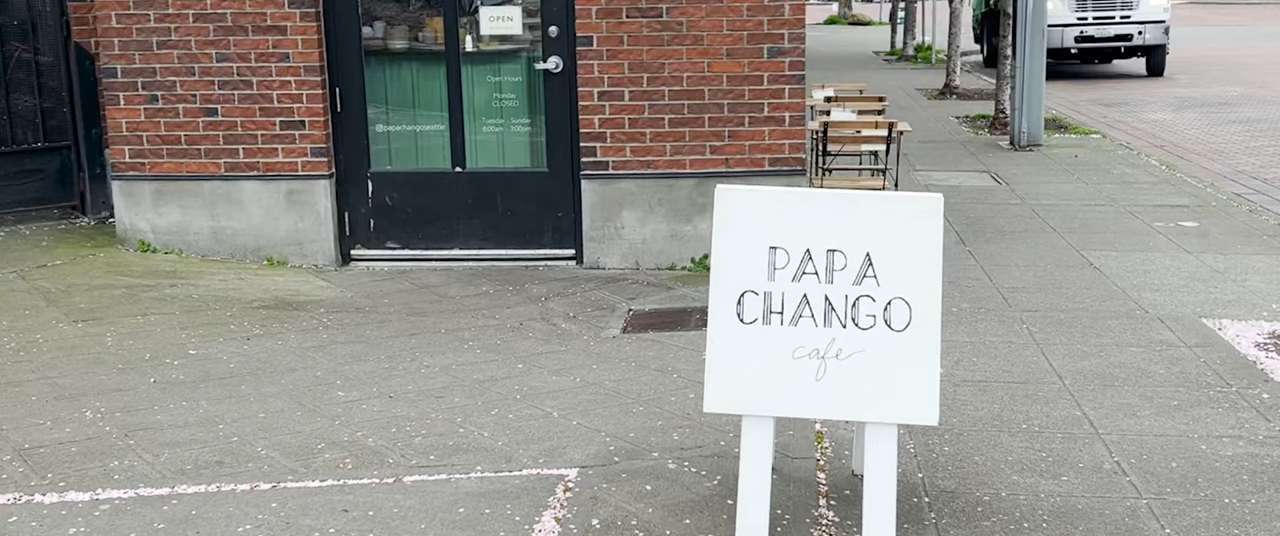 OPEN
Open Hours
Monday
CLOSED
Tuesday - Sunday
8:00am - 3:00pm
@papachangoseattle
PAPA
CHANGO
cafe